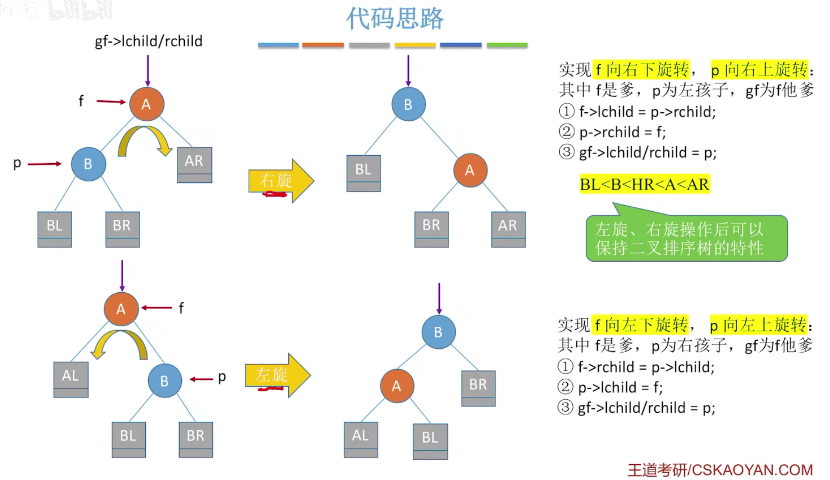 代码思路
gf->lchild/rchild
f
A
p
B
AR
BL
BR
右旋
B
BL
A
BR
AR
实现 f 向右下旋转， p 向右上旋转：
其中 f是爹，p为左孩子，gf为f他爹
① f->lchild = p->rchild;
② p->rchild = f;
③ gf->lchild/rchild = p;
BL<B<HR<A<AR
左旋、右旋操作后可以
保持二叉排序树的特性
A
f
AL
B
p
BL
BR
左旋
B
A
BR
AL
BL
实现 f 向左下旋转， p 向左上旋转：
其中 f是爹，p为右孩子，gf为f他爹
① f->rchild = p->lchild;
② p->lchild = f;
③ gf->lchild/rchild = p;
王道考研/CSKAOYAN.COM